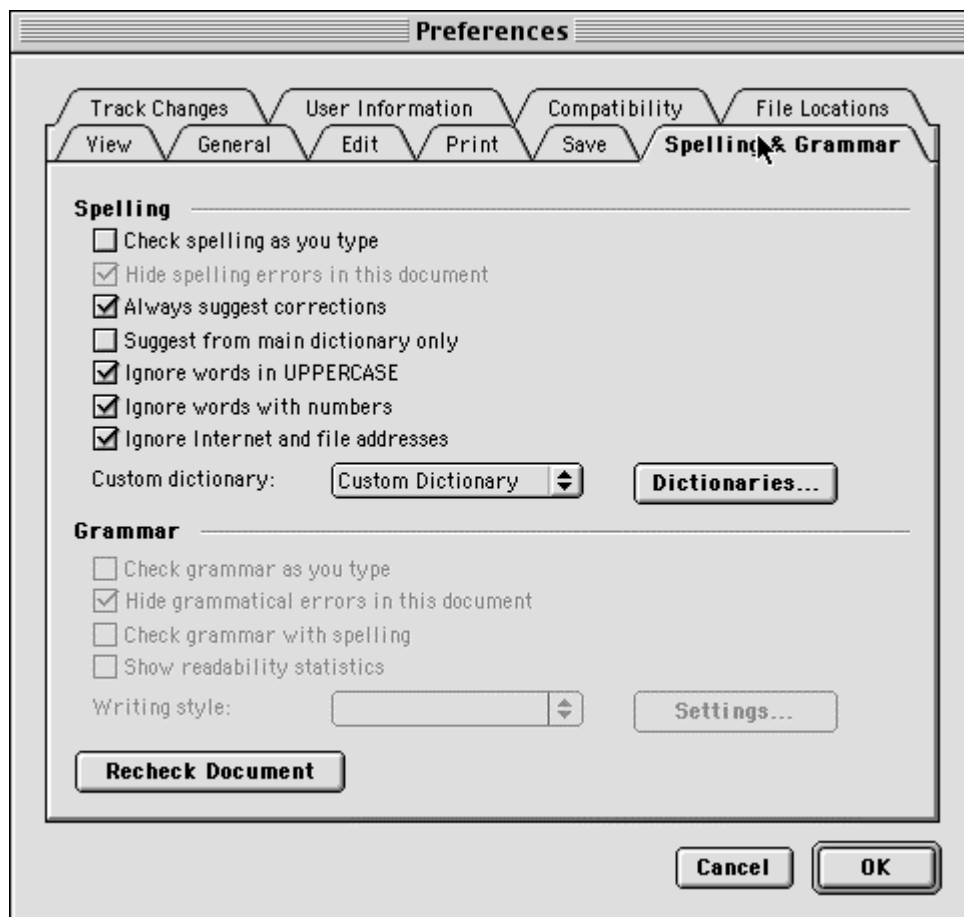 Preferences
Track Changes User Information Compatibility File Locations
View General Edit Print Save Spelling & Grammar
Spelling
Check spelling as you type
Hide spelling errors in this document
Always suggest corrections
Suggest from main dictionary only
Ignore words in UPPERCASE
Ignore words with numbers
Ignore Internet and file addresses
Custom dictionary: Custom Dictionary Dictionaries...
Grammar
Check grammar as you type
Hide grammatical errors in this document
Check grammar with spelling
Show readability statistics
Writing style: Settings...
Recheck Document
Cancel OK